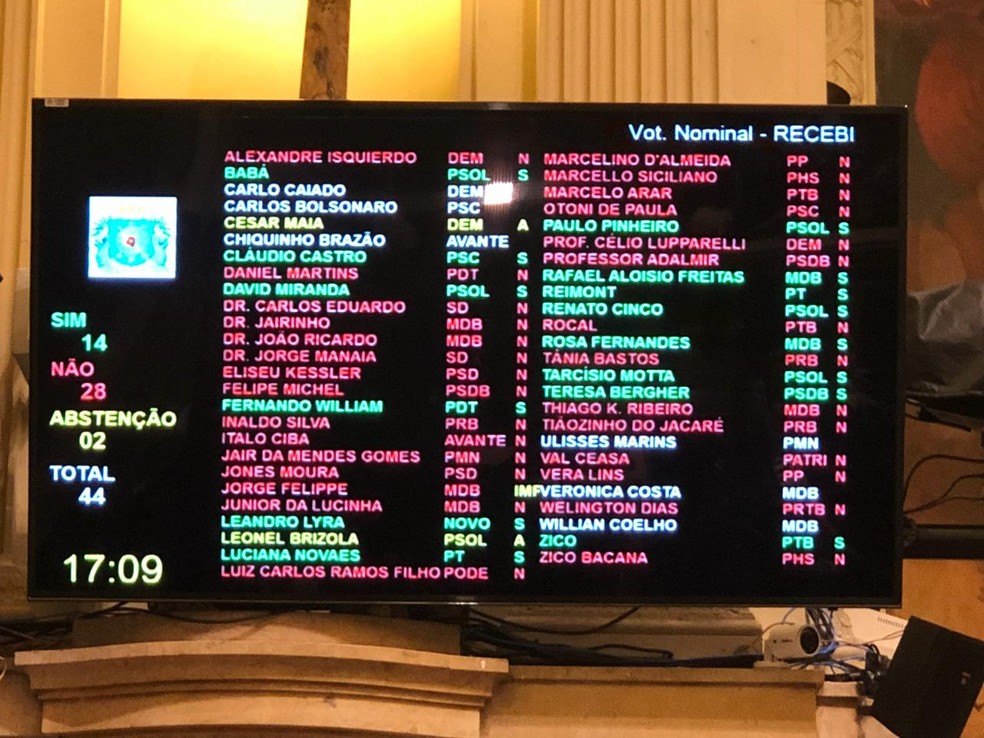 Vot. Nominal - RECEBI
ALEXANDRE ISQUIERDO DEM N
BABÁ PSOL S
CARLO CAIADO DEM
CARLOS BOLSONARO PSC
CESAR MAIA DEM A
CHIQUINHO BRAZÃO AVANTE
CLÁUDIO CASTRO PSC S
DANIEL MARTINS PDT N
DAVID MIRANDA PSOL S
DR. CARLOS EDUARDO SD N
DR. JAIRINHO MDB N
DR. JOÃO RICARDO MDB N
DR. JORGE MANAIA SD N
ELISEU KESSLER PSD N
FELIPE MICHEL PSDB N
FERNANDO WILLIAM PDT S
INALDO SILVA PRB N
ITALO CIBA AVANTE N
JAIR DA MENDES GOMES PMN N
JONES MOURA PSD N
JORGE FELIPPE MDB IMP
JUNIOR DA LUCINHA MDB N
LEANDRO LYRA NOVO S
LEONEL BRIZOLA PSOL A
LUCIANA NOVAES PT S
LUIZ CARLOS RAMOS FILHO PODE N
MARCELINO D'ALMEIDA PP N
MARCELLO SICILIANO PHS N
MARCELO ARAR PTB N
OTONI DE PAULA PSC N
PAULO PINHEIRO PSOL S
PROF. CÉLIO LUPPARELLI DEM N
PROFESSOR ADALMIR PSDB N
RAFAEL ALOISIO FREITAS MDB S
REIMONT PT S
RENATO CINCO PSOL S
ROCAL PTB N
ROSA FERNANDES MDB S
TÂNIA BASTOS PRB N
TARCÍSIO MOTTA PSOL S
TERESA BERGHER PSDB S
THIAGO K. RIBEIRO MDB N
TIÃOZINHO DO JACARÉ PRB N
ULISSES MARINS PMN
VAL CEASA PATRI N
VERA LINS PP N
VERONICA COSTA MDB
WELINGTON DIAS PRTB N
WILLIAN COELHO MDB
ZICO PTB S
ZICO BACANA PHS N
SIM
14
NÃO
28
ABSTENÇÃO
02
TOTAL
44
17:09